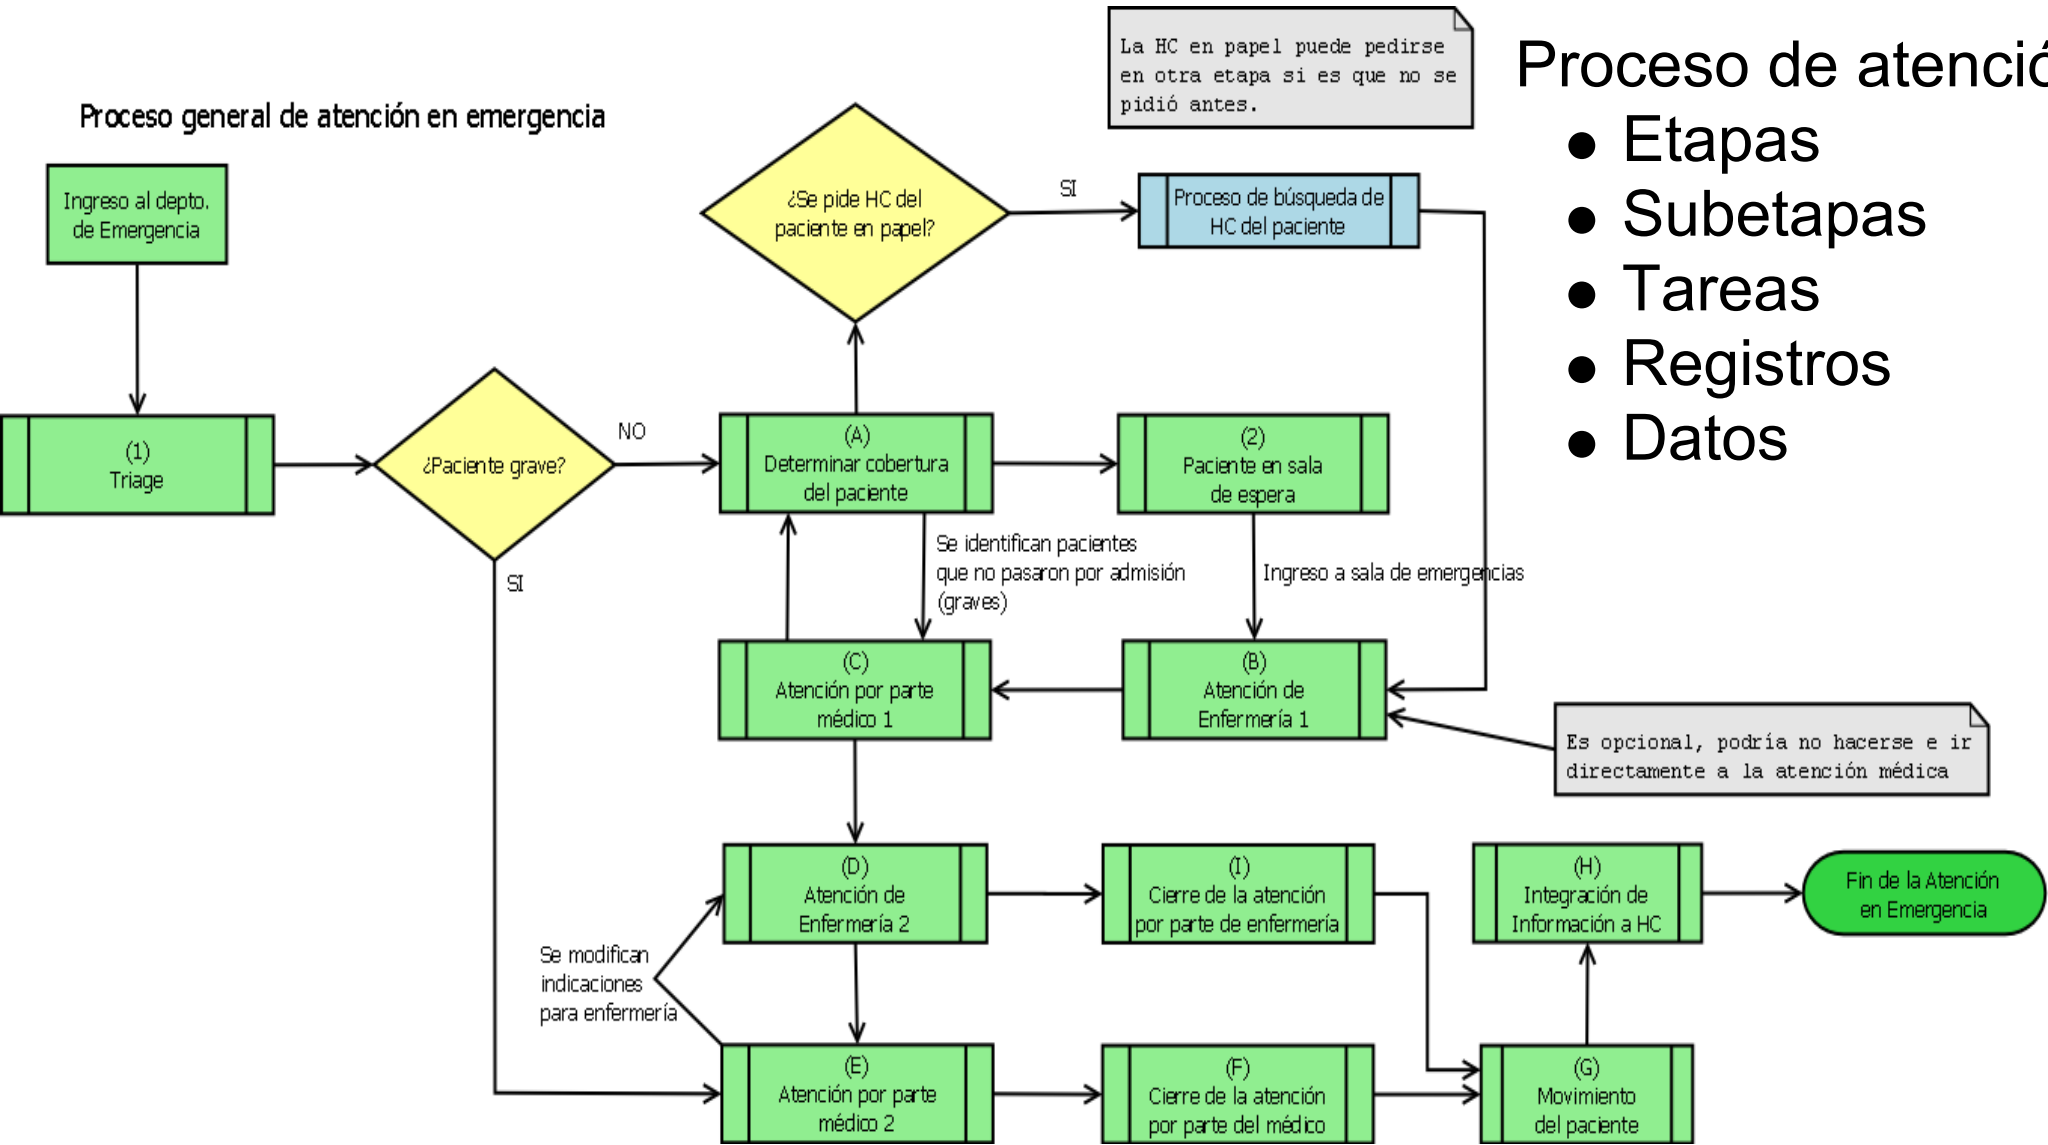 La HC en papel puede pedirse
en otra etapa si es que no se
pidió antes.
Proceso de atenció
● Etapas
● Subetapas
● Tareas
● Registros
● Datos
Proceso general de atención en emergencia
Ingreso al depto.
de Emergencia
¿Se pide HC del
paciente en papel?
SI
Proceso de búsqueda de
HC del paciente
(1)
Triage
¿Paciente grave?
NO
SI
(A)
Determinar cobertura
del paciente
(2)
Paciente en sala
de espera
Se identifican pacientes
que no pasaron por admisión
(graves)
Ingreso a sala de emergencias
(C)
Atención por parte
médico 1
(B)
Atención de
Enfermería 1
Es opcional, podría no hacerse e ir
directamente a la atención médica
(D)
Atención de
Enfermería 2
(I)
Cierre de la atención
por parte de enfermería
(H)
Integración de
Información a HC
Fin de la Atención
en Emergencia
Se modifican
indicaciones
para enfermería
(E)
Atención por parte
médico 2
(F)
Cierre de la atención
por parte del médico
(G)
Movimiento
del paciente